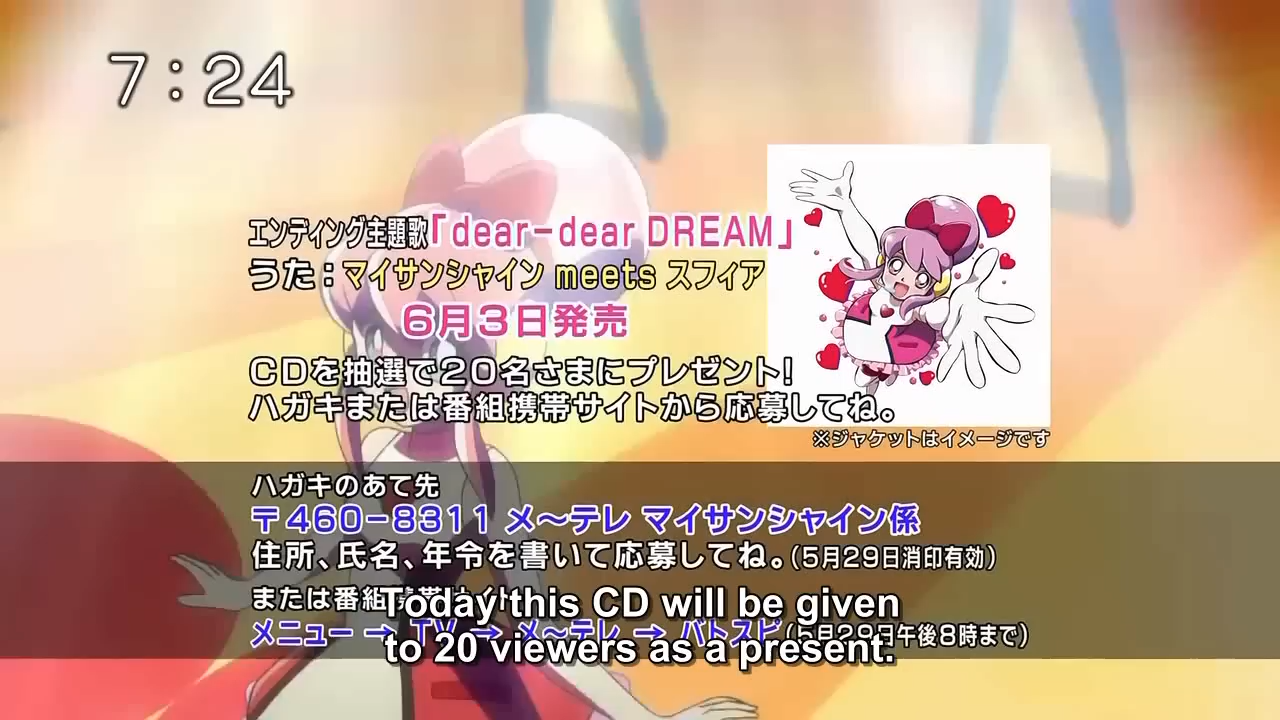 7:24
エンディング主題歌「dear-dear DREAM」
うた：マイサンシャイン meets スフィア
6月3日発売
CDを抽選で20名さまにプレゼント！
ハガキまたは番組携帯サイトから応募してね。
※ジャケットはイメージです
ハガキのあて先
〒460-8311 メ～テレ マイサンシャイン係
住所、氏名、年令を書いて応募してね。(5月29日消印有効)
または番組携帯サイト
メニュー → TV → メ～テレ → バトスピ (5月29日午後8時まで)
Today this CD will be given
to 20 viewers as a present.